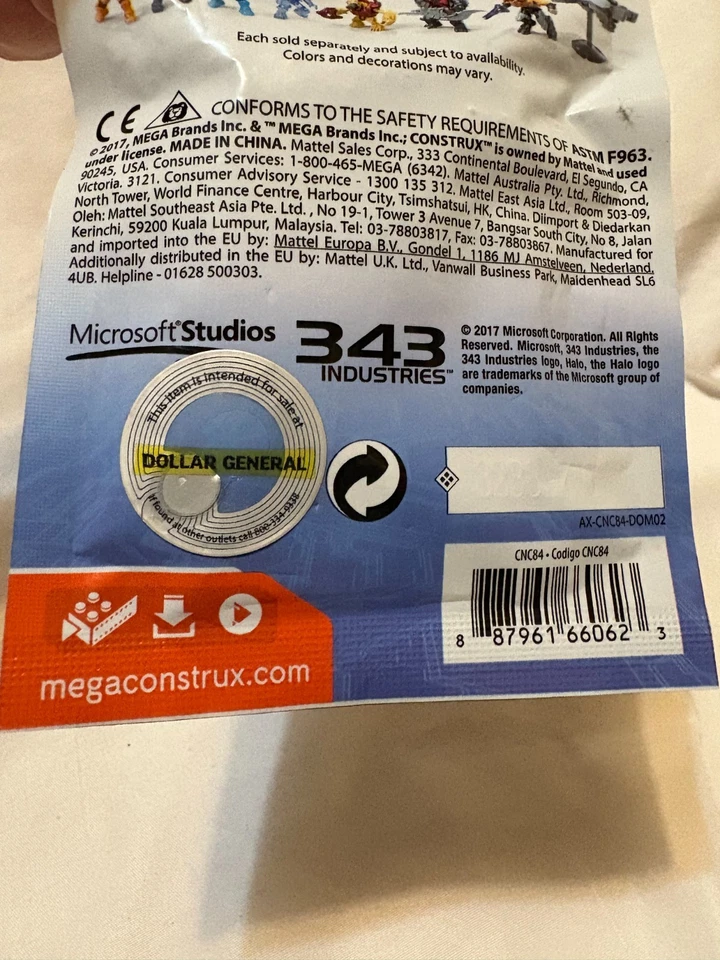 Each sold separately and subject to availability.
Colors and decorations may vary.
CE CONFORMS TO THE SAFETY REQUIREMENTS OF ASTM F963.
© 2017, MEGA Brands Inc. & ™ MEGA Brands Inc.; CONSTRUX™ is owned by Mattel and used
under license. MADE IN CHINA. Mattel Sales Corp., 333 Continental Boulevard, El Segundo, CA
90245, USA. Consumer Services: 1-800-465-MEGA (6342). Mattel Australia Pty. Ltd., Richmond,
Victoria. 3121. Consumer Advisory Service - 1300 135 312. Mattel East Asia Ltd., Room 503-09,
North Tower, World Finance Centre, Harbour City, Tsimshatsui, HK, China. Diimport & Diedarkan
Oleh: Mattel Southeast Asia Pte. Ltd. , No 19-1, Tower 3 Avenue 7, Bangsar South City, No 8, Jalan
Kerinchi, 59200 Kuala Lumpur, Malaysia. Tel: 03-78803817, Fax: 03-78803867. Manufactured for
and imported into the EU by: Mattel Europa B.V., Gondel 1, 1186 MJ Amstelveen, Nederland.
Additionally distributed in the EU by: Mattel U.K. Ltd., Vanwall Business Park, Maidenhead SL6
4UB. Helpline - 01628 500303.
Microsoft® Studios
343
INDUSTRIES™
© 2017 Microsoft Corporation. All Rights
Reserved. Microsoft, 343 Industries, the
343 Industries logo, Halo, the Halo logo
are trademarks of the Microsoft group of
companies.
This item is intended for sale at
DOLLAR GENERAL
If found at other outlets call 800-334-9338
AX-CNC84-DOM02
CNC84 • Codigo CNC84
8 87961 66062 3
megaconstrux.com